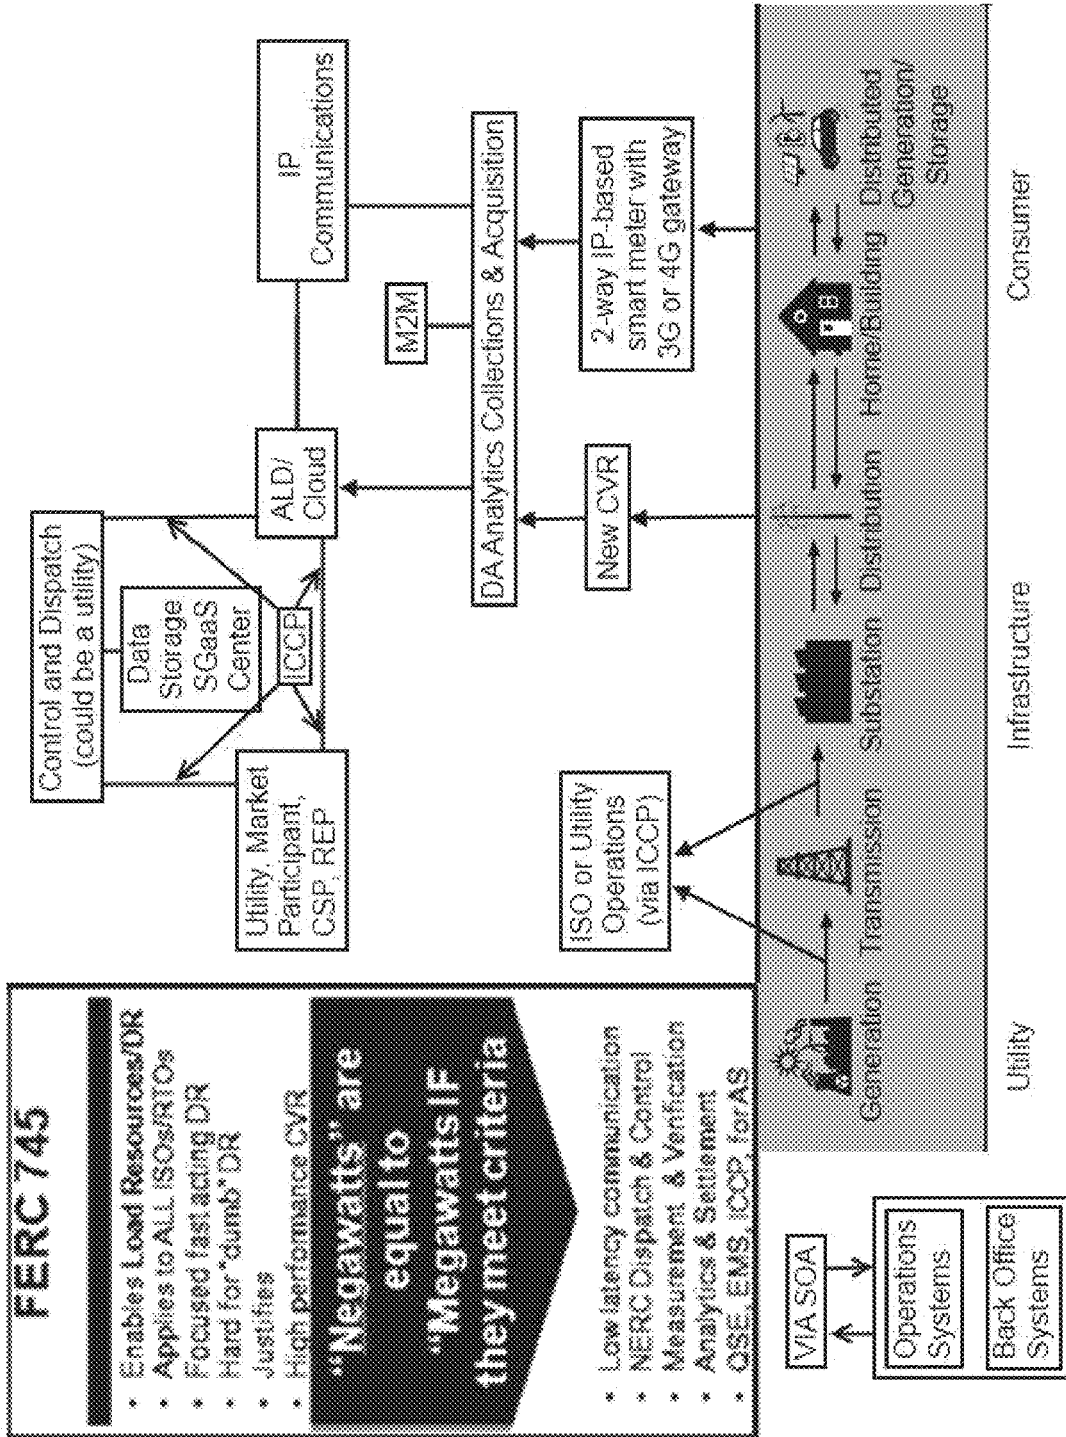 FERC 745
• Enables Load Resources/DR
• Applies to ALL ISOs/RTOs
• Focused fast acting DR
• Hard for "dumb" DR
• Justifies
• High performance CVR
"Negawatts" are
equal to
"Megawatts IF
they meet criteria
• Low latency communication
• NERC Dispatch & Control
• Measurement & Verification
• Analytics & Settlement
• QSE, EMS, ICCP, for AS
Control and Dispatch
(could be a utility)
Data
Storage
SGaaS
Center
ICCP
Utility, Market
Participant,
CSP, REP
ALD/
Cloud
IP
Communications
M2M
DA Analytics Collections & Acquisition
ISO or Utility
Operations
(via ICCP)
New CVR
2-way IP-based
smart meter with
3G or 4G gateway
VIA SOA
Operations
Systems
Back Office
Systems
Generation Transmission Substation Distribution Home/Building Distributed
Generation/
Storage
Utility
Infrastructure
Consumer